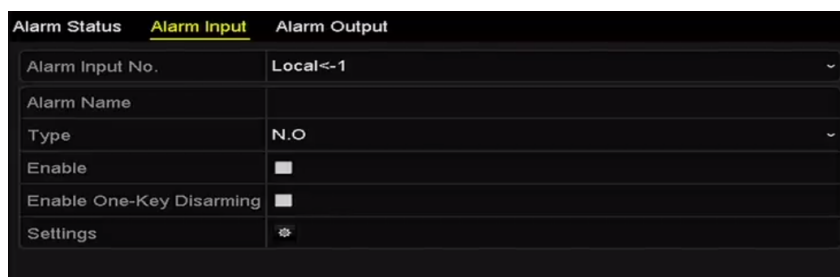 Alarm Status Alarm Input Alarm Output
Alarm Input No. Local<-1
Alarm Name
Type N.O
Enable
Enable One-Key Disarming
Settings